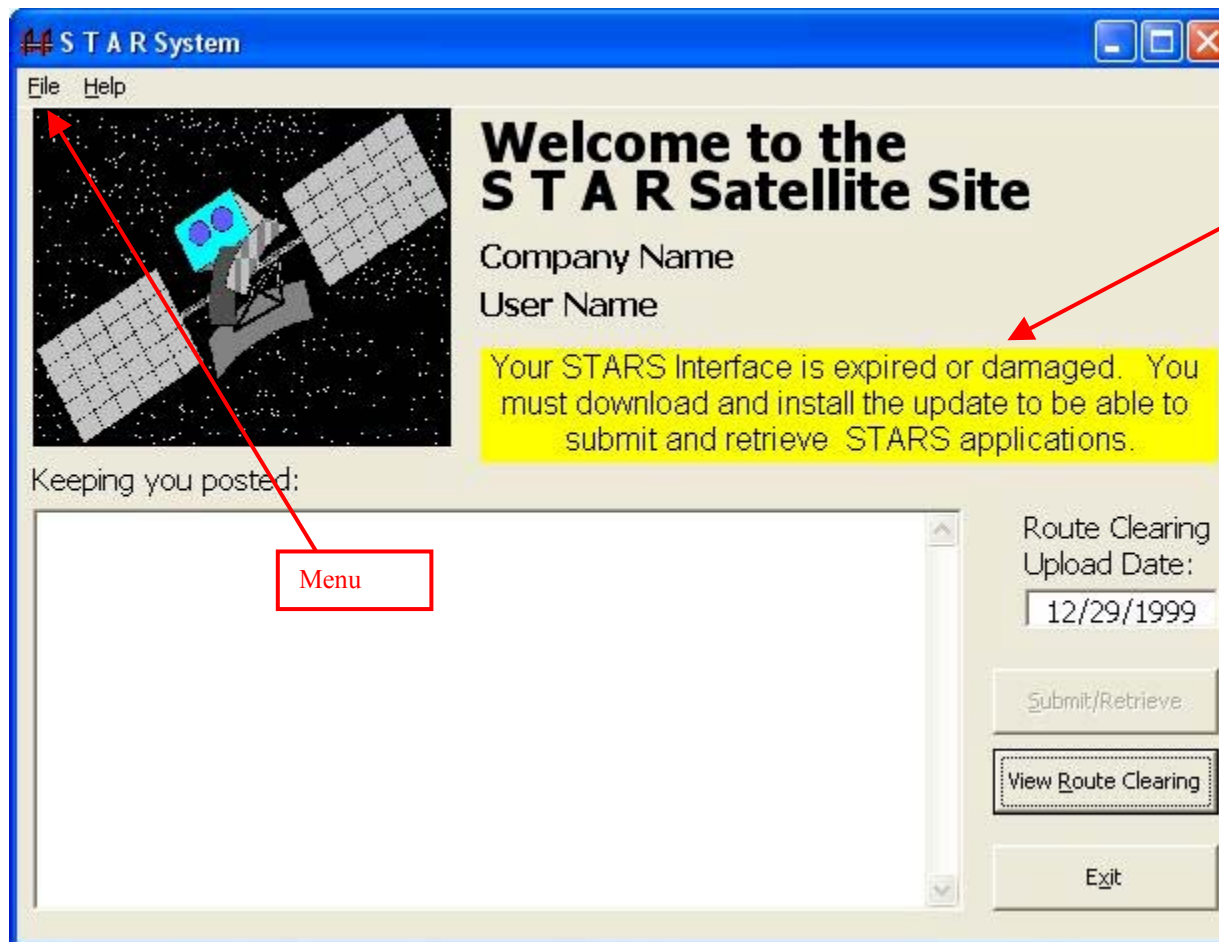 S T A R System
File Help
Welcome to the
S T A R Satellite Site
Company Name
User Name
Your STARS Interface is expired or damaged. You
must download and install the update to be able to
submit and retrieve STARS applications.
Keeping you posted:
Menu
Route Clearing
Upload Date:
12/29/1999
Submit/Retrieve
View Route Clearing
Exit